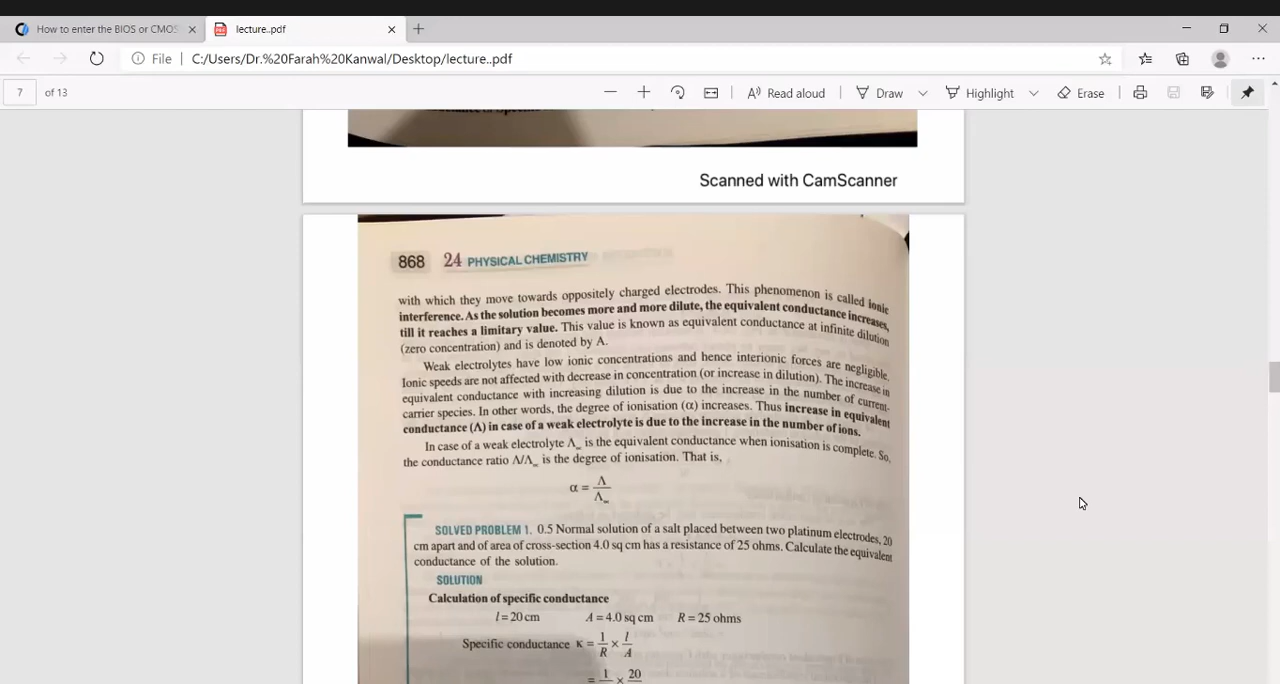 How to enter the BIOS or CMOS
lecture..pdf
File
C:/Users/Dr.%20Farah%20Kanwal/Desktop/lecture..pdf
7 of 13
Read aloud
Draw
Highlight
Erase
Scanned with CamScanner
868 24 PHYSICAL CHEMISTRY
with which they move towards oppositely charged electrodes. This phenomenon is called ionic
interference. As the solution becomes more and more dilute, the equivalent conductance increases,
till it reaches a limitary value. This value is known as equivalent conductance at infinite dilution
(zero concentration) and is denoted by Λ.
Weak electrolytes have low ionic concentrations and hence interionic forces are negligible.
Ionic speeds are not affected with decrease in concentration (or increase in dilution). The increase in
equivalent conductance with increasing dilution is due to the increase in the number of current-
carrier species. In other words, the degree of ionisation (α) increases. Thus increase in equivalent
conductance (Λ) in case of a weak electrolyte is due to the increase in the number of ions.
In case of a weak electrolyte Λ∞ is the equivalent conductance when ionisation is complete. So,
the conductance ratio Λ/Λ∞ is the degree of ionisation. That is,
α = Λ/Λ∞
SOLVED PROBLEM 1. 0.5 Normal solution of a salt placed between two platinum electrodes, 20
cm apart and of area of cross-section 4.0 sq cm has a resistance of 25 ohms. Calculate the equivalent
conductance of the solution.
SOLUTION
Calculation of specific conductance
l = 20 cm A = 4.0 sq cm R = 25 ohms
Specific conductance κ = 1/R × l/A
= 1 × 20